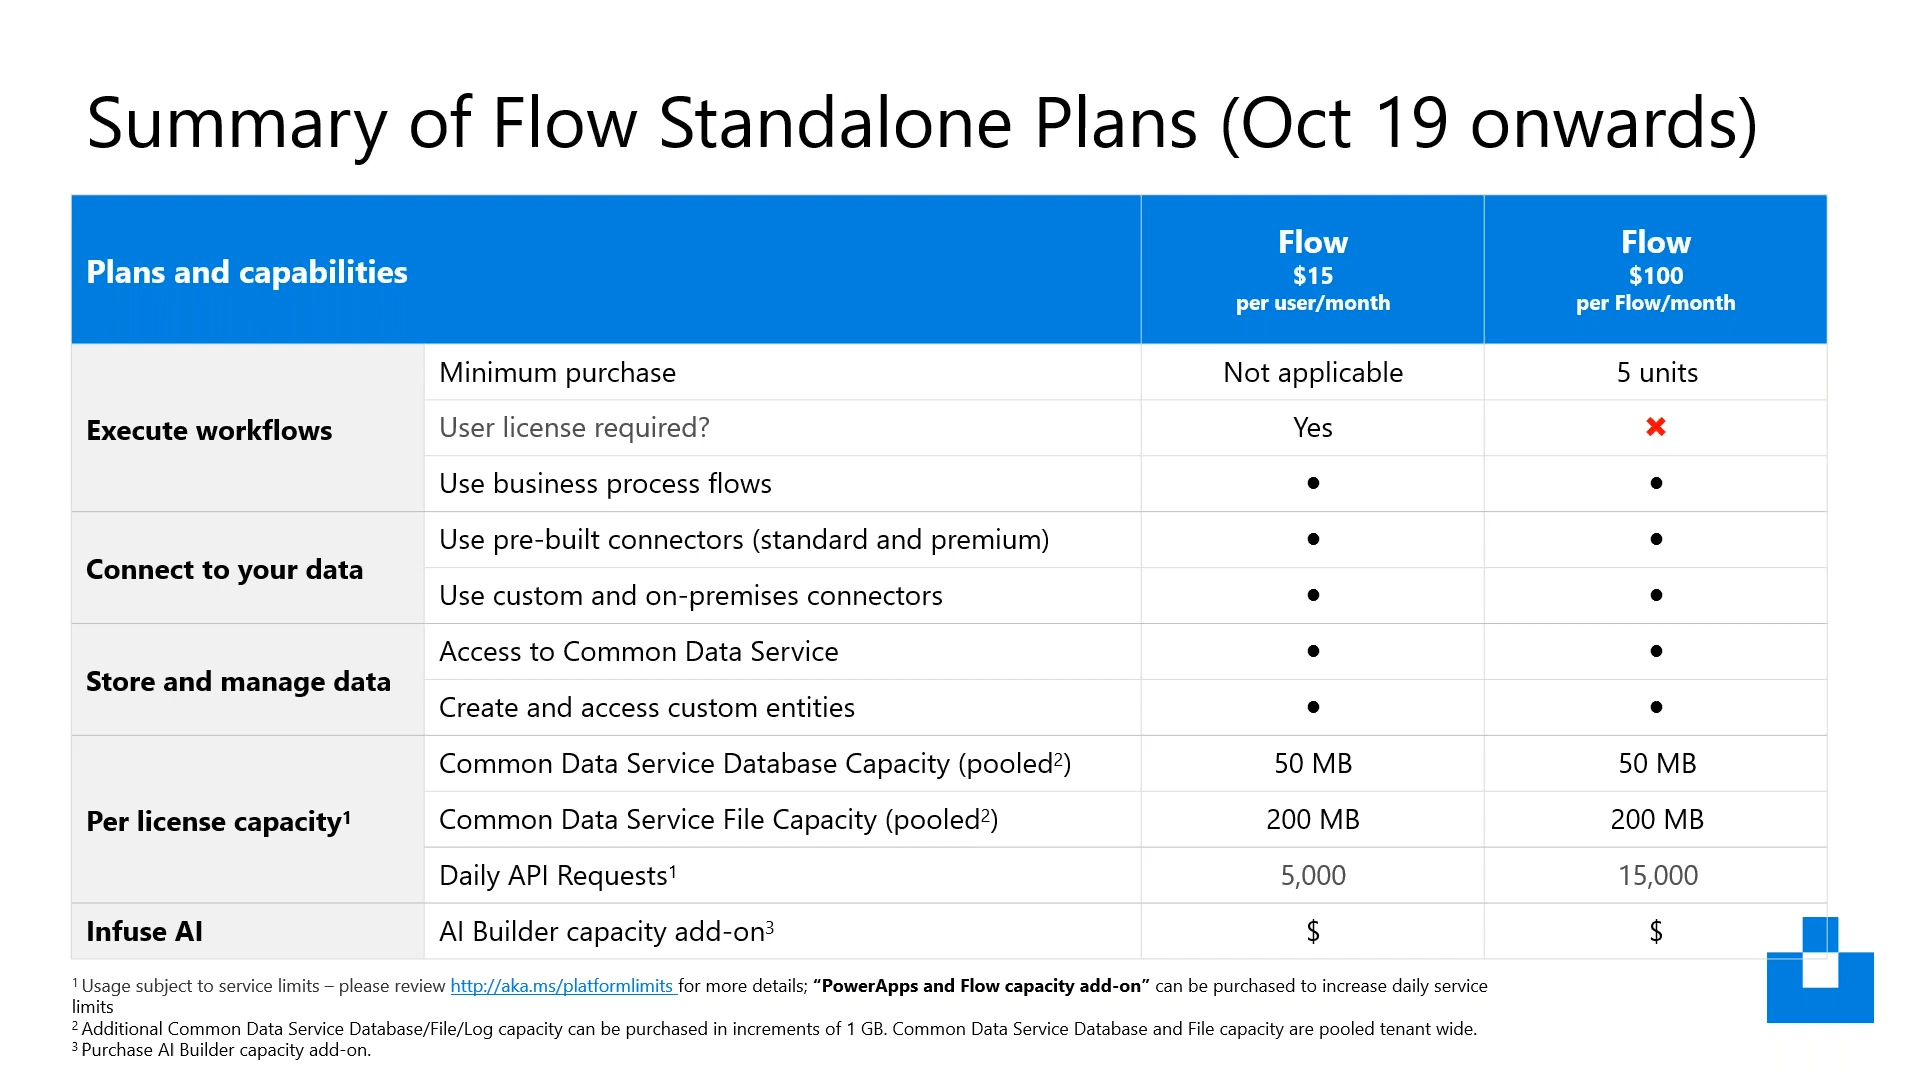 Summary of Flow Standalone Plans (Oct 19 onwards)
Plans and capabilities
Flow
$15
per user/month
Flow
$100
per Flow/month
Execute workflows
Minimum purchase
Not applicable
5 units
User license required?
Yes
✖
Use business process flows
●
●
Connect to your data
Use pre-built connectors (standard and premium)
●
●
Use custom and on-premises connectors
●
●
Store and manage data
Access to Common Data Service
●
●
Create and access custom entities
●
●
Per license capacity¹
Common Data Service Database Capacity (pooled²)
50 MB
50 MB
Common Data Service File Capacity (pooled²)
200 MB
200 MB
Daily API Requests¹
5,000
15,000
Infuse AI
AI Builder capacity add-on³
$
$
¹ Usage subject to service limits – please review http://aka.ms/platformlimits for more details; “PowerApps and Flow capacity add-on” can be purchased to increase daily service
limits
² Additional Common Data Service Database/File/Log capacity can be purchased in increments of 1 GB. Common Data Service Database and File capacity are pooled tenant wide.
³ Purchase AI Builder capacity add-on.